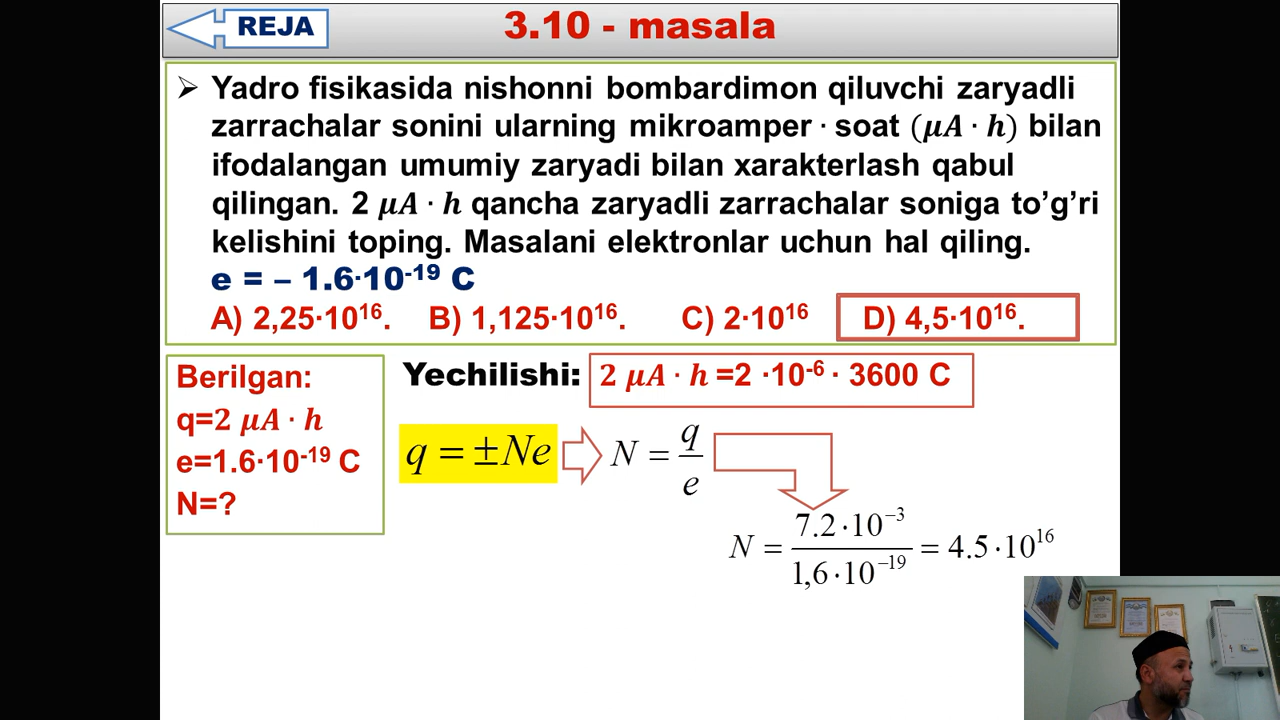 REJA
3.10 - masala
➢ Yadro fisikasida nishonni bombardimon qiluvchi zaryadli
zarrachalar sonini ularning mikroamper · soat (μA · h) bilan
ifodalangan umumiy zaryadi bilan xarakterlash qabul
qilingan. 2 μA · h qancha zaryadli zarrachalar soniga to’g’ri
kelishini toping. Masalani elektronlar uchun hal qiling.
e = – 1.6·10⁻¹⁹ C
A) 2,25·10¹⁶. B) 1,125·10¹⁶. C) 2·10¹⁶ D) 4,5·10¹⁶.
Berilgan:
q=2 μA · h
e=1.6·10⁻¹⁹ C
N=?
Yechilishi: 2 μA · h =2 ·10⁻⁶ · 3600 C
q = ±Ne N = q/e
N = 7.2·10⁻³ / 1,6·10⁻¹⁹ = 4.5·10¹⁶